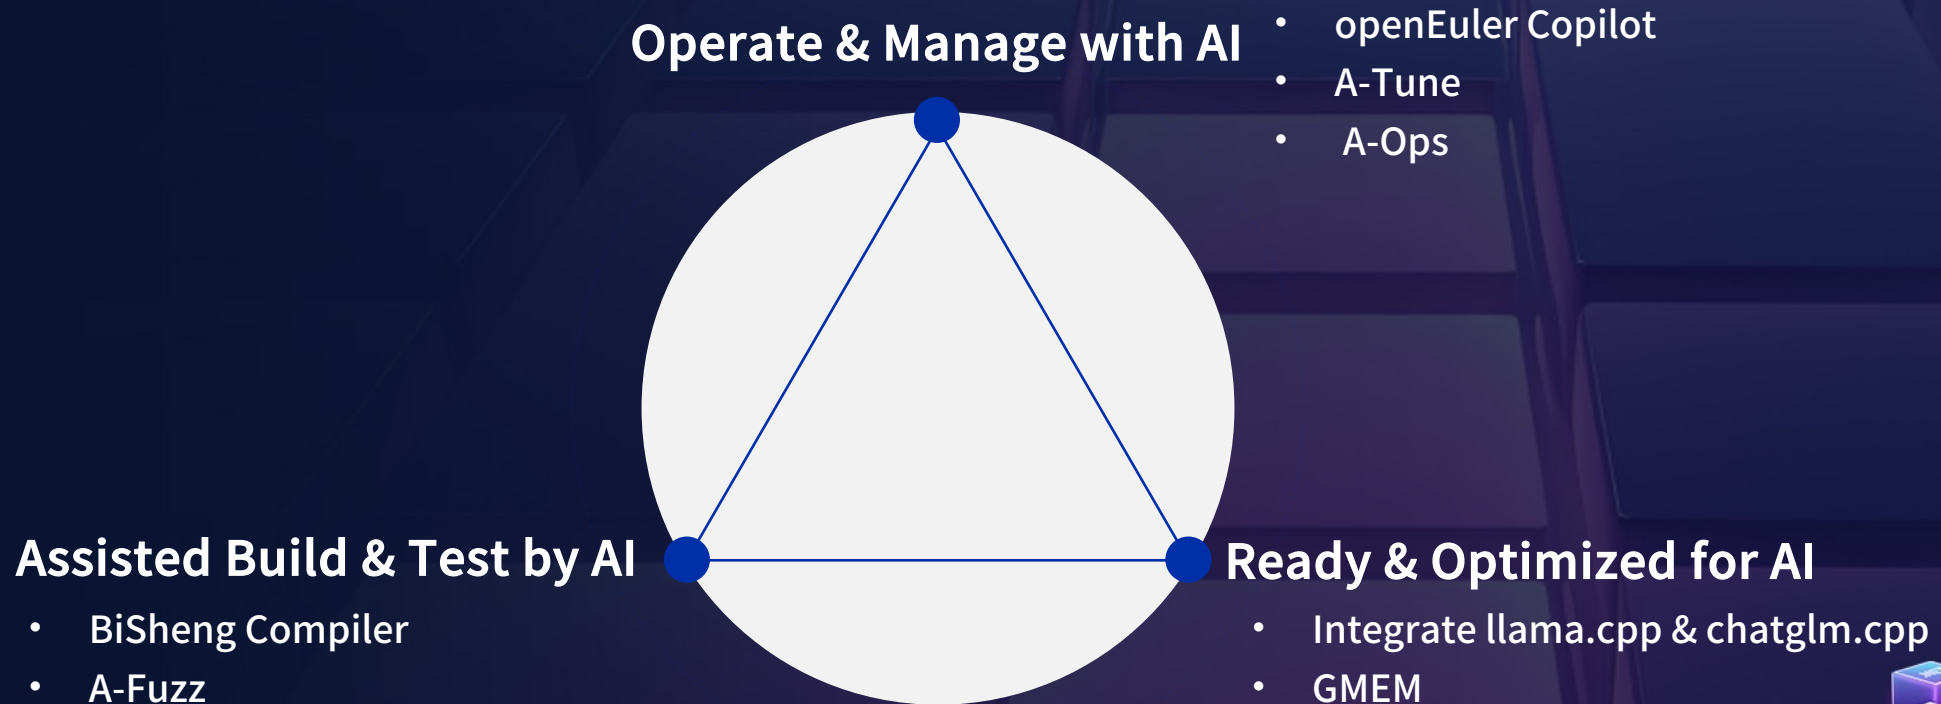 Operate & Manage with AI
• openEuler Copilot
• A-Tune
• A-Ops
Assisted Build & Test by AI
• BiSheng Compiler
• A-Fuzz
Ready & Optimized for AI
• Integrate llama.cpp & chatglm.cpp
• GMEM